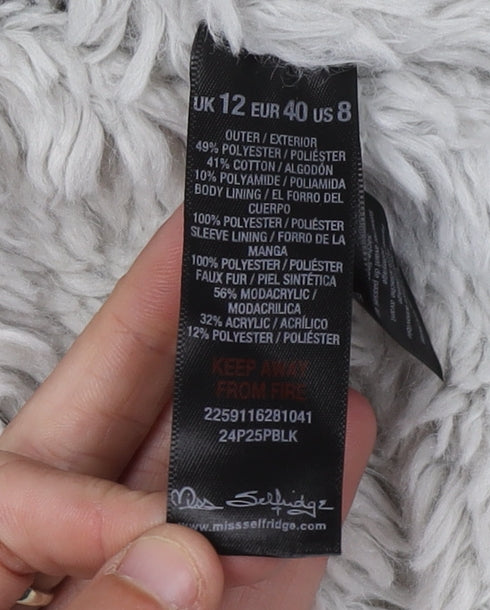 UK 12 EUR 40 US 8
OUTER / EXTERIOR
49% POLYESTER / POLIÉSTER
41% COTTON / ALGODÓN
10% POLYAMIDE / POLIAMIDA
BODY LINING / EL FORRO DEL
CUERPO
100% POLYESTER / POLIÉSTER
SLEEVE LINING / FORRO DE LA
MANGA
100% POLYESTER / POLIÉSTER
FAUX FUR / PIEL SINTÉTICA
56% MODACRYLIC /
MODACRILICA
32% ACRYLIC / ACRÍLICO
12% POLYESTER / POLIÉSTER
KEEP AWAY
FROM FIRE
2259116281041
24P25PBLK
Miss Selfridge
www.missselfridge.com